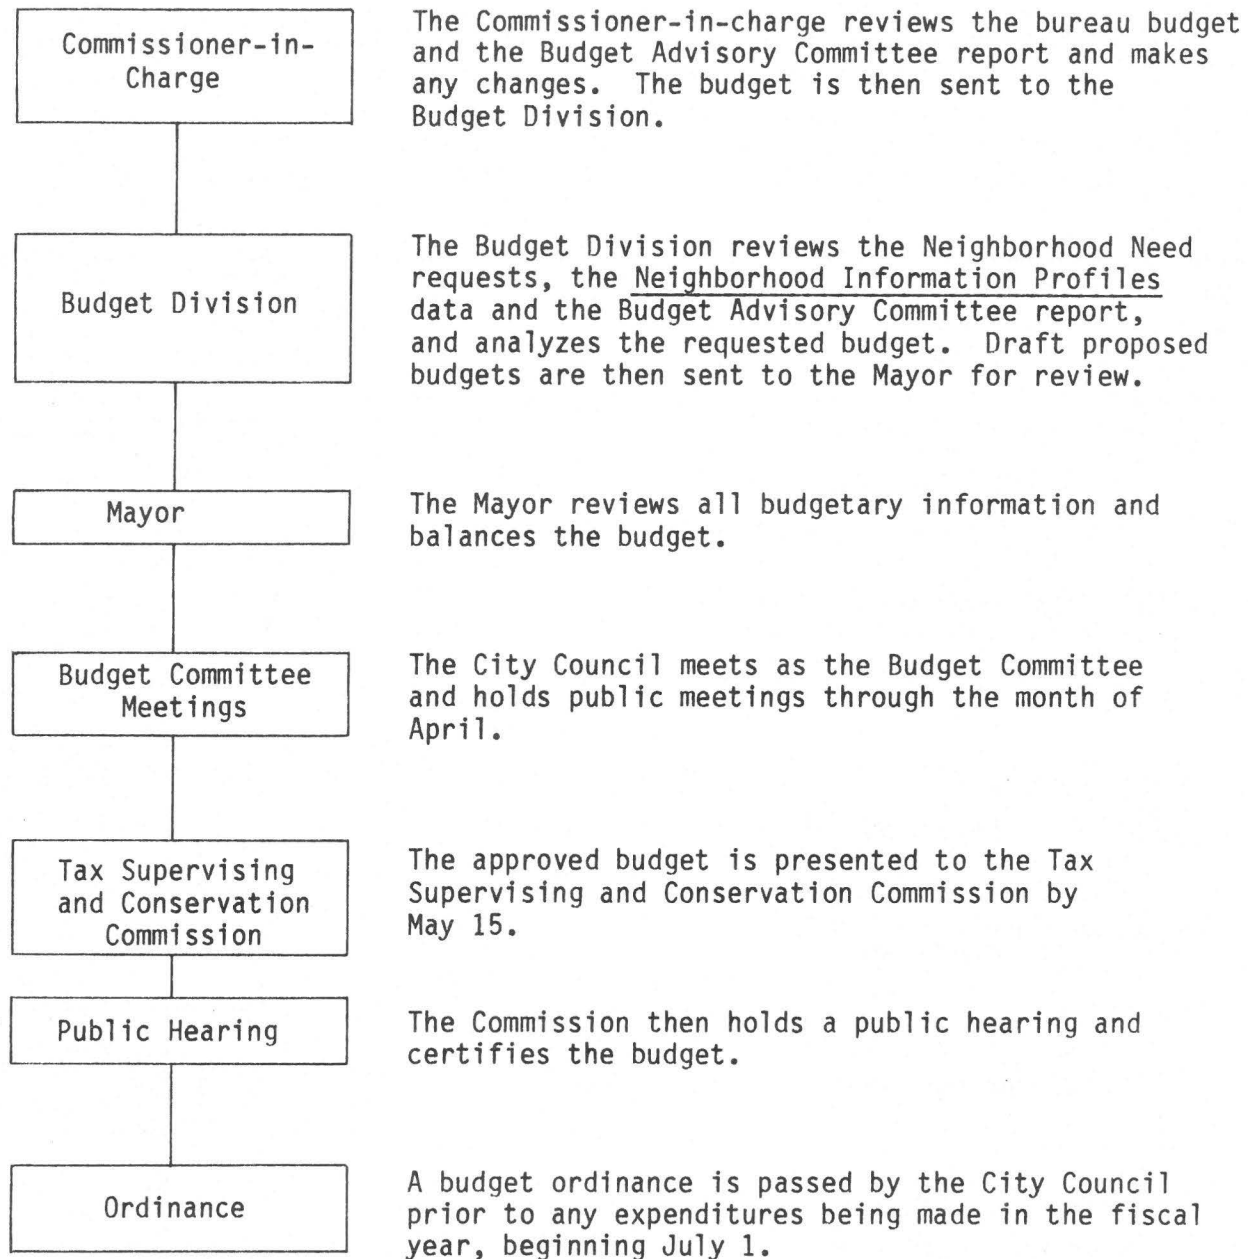 Commissioner-in-
Charge
The Commissioner-in-charge reviews the bureau budget
and the Budget Advisory Committee report and makes
any changes. The budget is then sent to the
Budget Division.
Budget Division
The Budget Division reviews the Neighborhood Need
requests, the Neighborhood Information Profiles
data and the Budget Advisory Committee report,
and analyzes the requested budget. Draft proposed
budgets are then sent to the Mayor for review.
Mayor
The Mayor reviews all budgetary information and
balances the budget.
Budget Committee
Meetings
The City Council meets as the Budget Committee
and holds public meetings through the month of
April.
Tax Supervising
and Conservation
Commission
The approved budget is presented to the Tax
Supervising and Conservation Commission by
May 15.
Public Hearing
The Commission then holds a public hearing and
certifies the budget.
Ordinance
A budget ordinance is passed by the City Council
prior to any expenditures being made in the fiscal
year, beginning July 1.